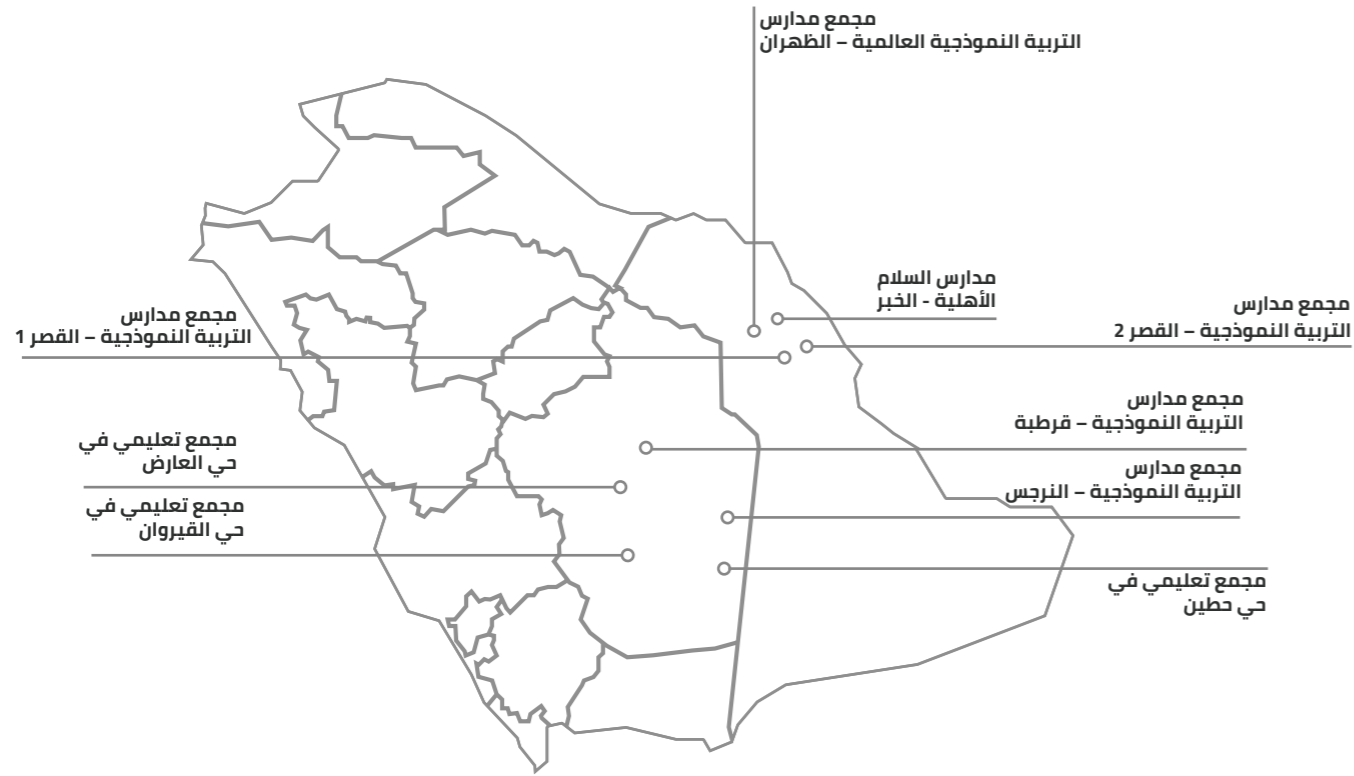 مجمع مدارس
التربية النموذجية العالمية – الظهران
مدارس السلام
الأهلية - الخبر
مجمع مدارس
التربية النموذجية – القصر 2
مجمع مدارس
التربية النموذجية – القصر 1
مجمع مدارس
التربية النموذجية – قرطبة
مجمع تعليمي في
حي العارض
مجمع مدارس
التربية النموذجية – النرجس
مجمع تعليمي في
حي القيروان
مجمع تعليمي في
حي حطين